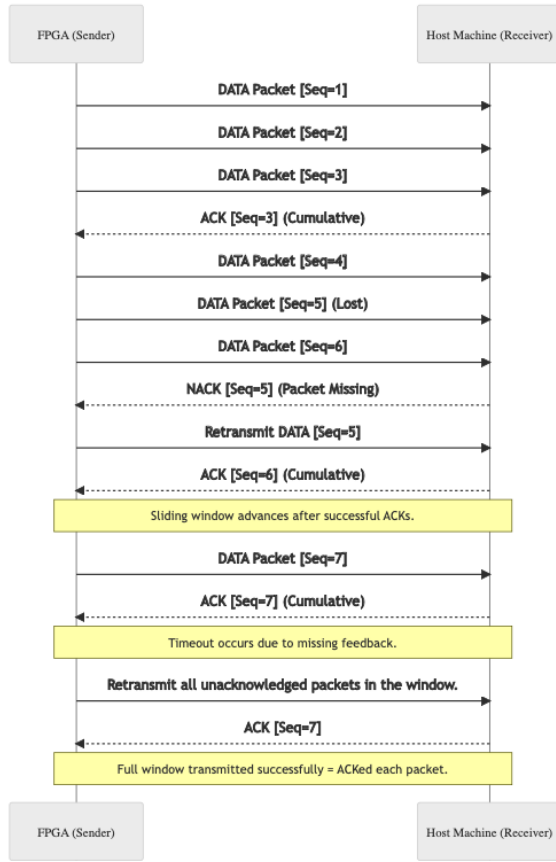 FPGA (Sender) Host Machine (Receiver)
DATA Packet [Seq=1]
DATA Packet [Seq=2]
DATA Packet [Seq=3]
ACK [Seq=3] (Cumulative)
DATA Packet [Seq=4]
DATA Packet [Seq=5] (Lost)
DATA Packet [Seq=6]
NACK [Seq=5] (Packet Missing)
Retransmit DATA [Seq=5]
ACK [Seq=6] (Cumulative)
Sliding window advances after successful ACKs.
DATA Packet [Seq=7]
ACK [Seq=7] (Cumulative)
Timeout occurs due to missing feedback.
Retransmit all unacknowledged packets in the window.
ACK [Seq=7]
Full window transmitted successfully = ACKed each packet.
FPGA (Sender) Host Machine (Receiver)